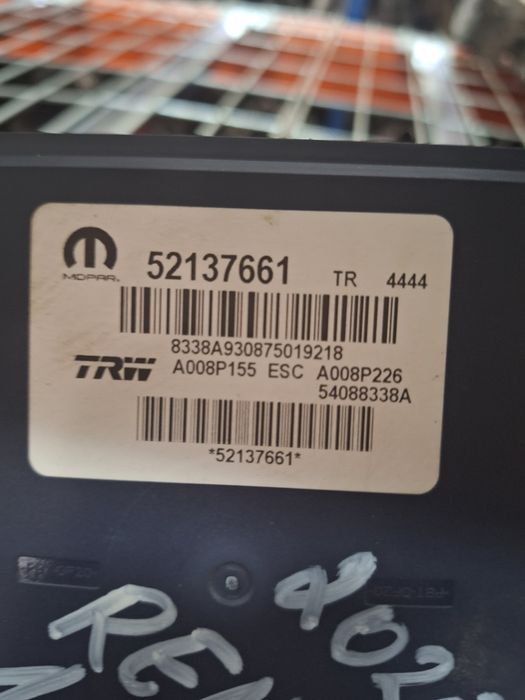 MOPAR® 52137661 TR 4444
8338A930875019218
TRW A008P155 ESC A008P226
54088338A
*52137661*